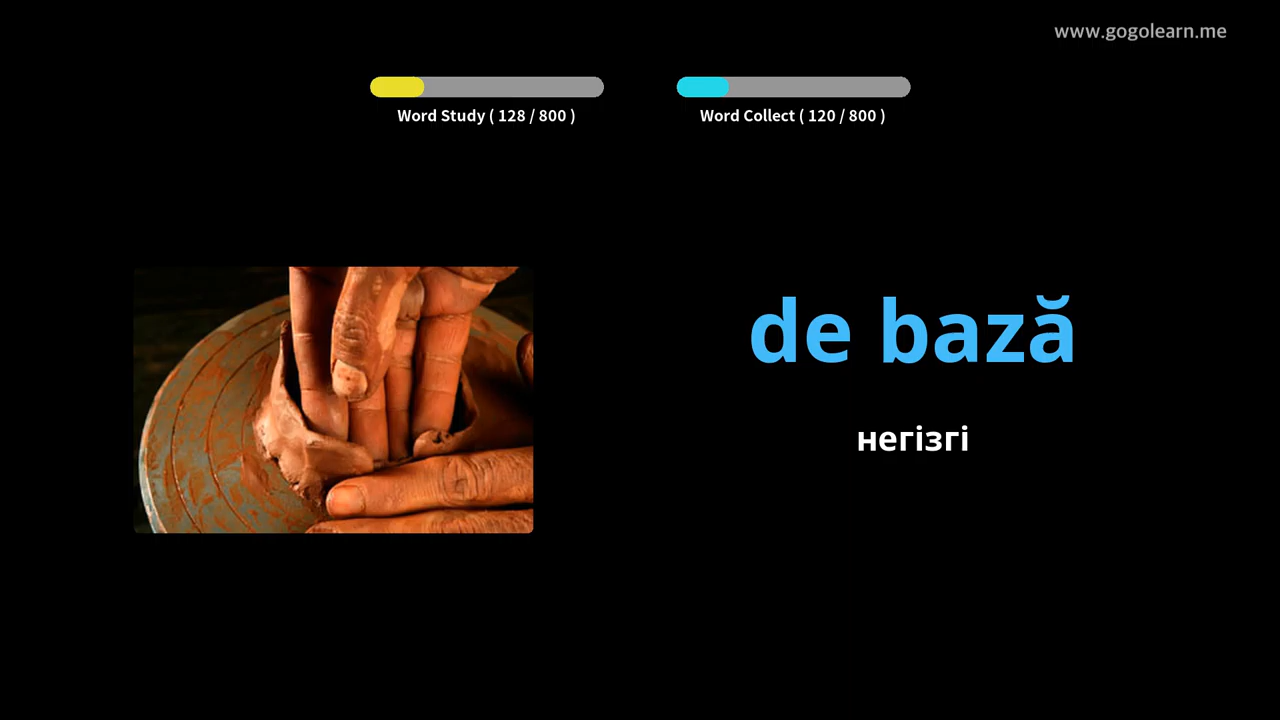 www.gogolearn.me
Word Study ( 128 / 800 )
Word Collect ( 120 / 800 )
de bază
негізгі